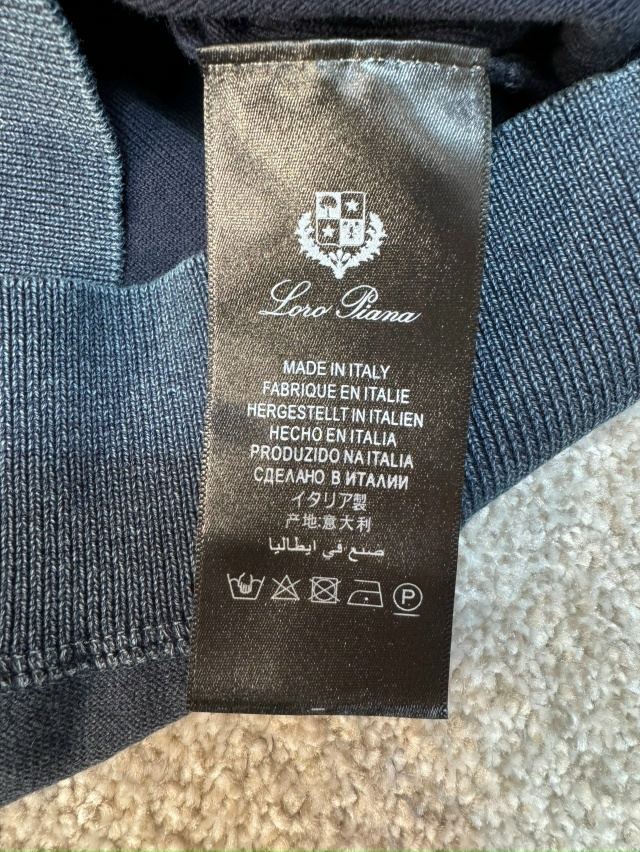 Loro Piana
MADE IN ITALY
FABRIQUE EN ITALIE
HERGESTELLT IN ITALIEN
HECHO EN ITALIA
PRODUZIDO NA ITALIA
СДЕЛАНО В ИТАЛИИ
イタリア製
产地:意大利
صنع في ايطاليا
P